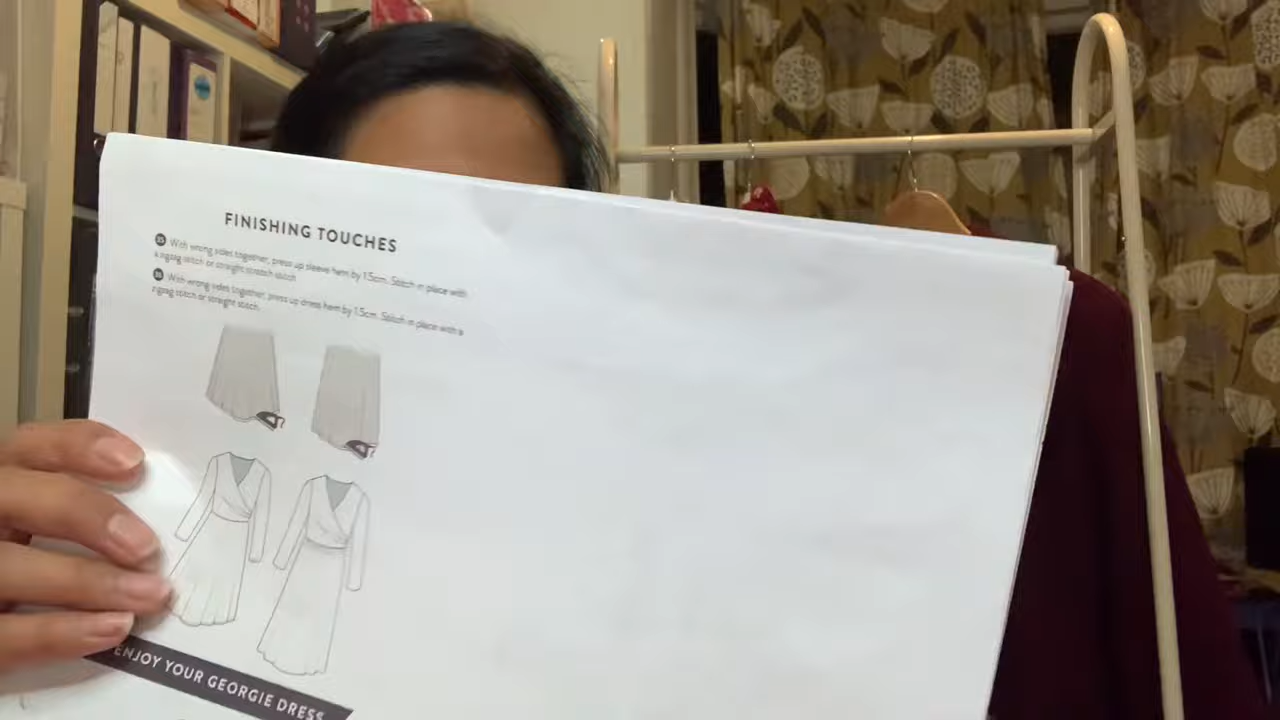 FINISHING TOUCHES
35 With wrong sides together, press up sleeve hem by 1.5cm. Stitch in place with
a zigzag stitch or straight stretch stitch
36 With wrong sides together, press up dress hem by 1.5cm. Stitch in place with a
zigzag stitch or straight stitch.
ENJOY YOUR GEORGIE DRESS